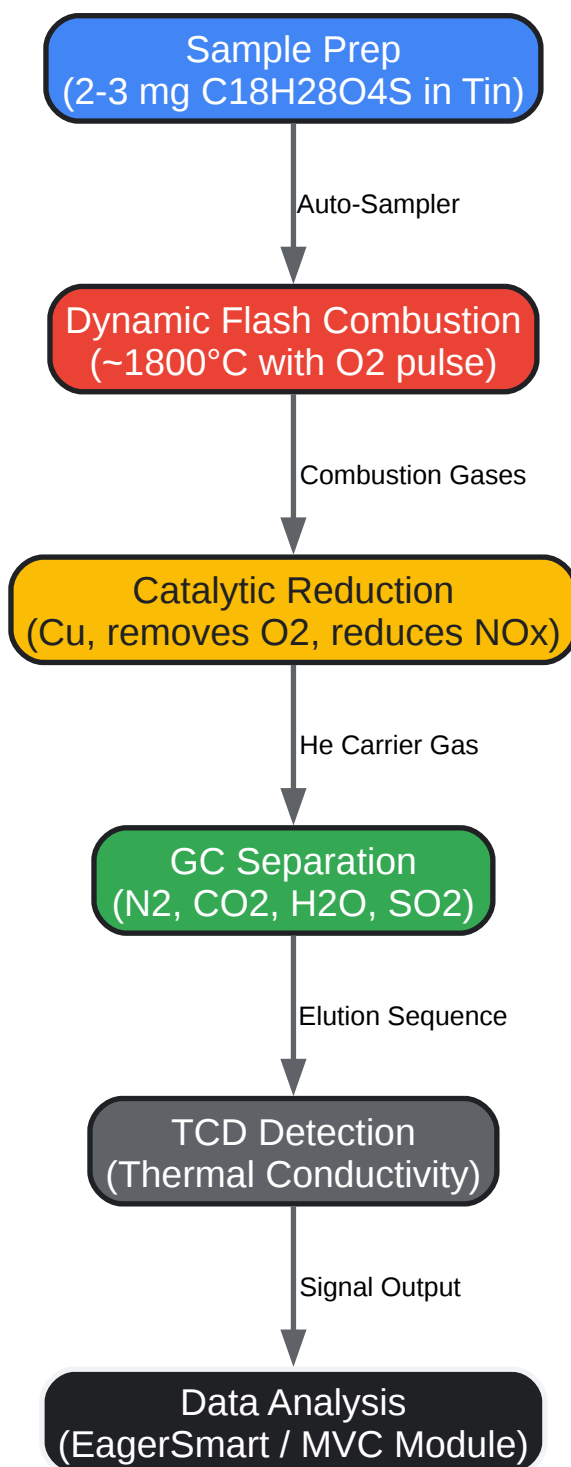 Sample Prep
(2-3 mg C18H28O4S in Tin)
Auto-Sampler
Dynamic Flash Combustion
(~1800°C with O2 pulse)
Combustion Gases
Catalytic Reduction
(Cu, removes O2, reduces NOx)
He Carrier Gas
GC Separation
(N2, CO2, H2O, SO2)
Elution Sequence
TCD Detection
(Thermal Conductivity)
Signal Output
Data Analysis
(EagerSmart / MVC Module)